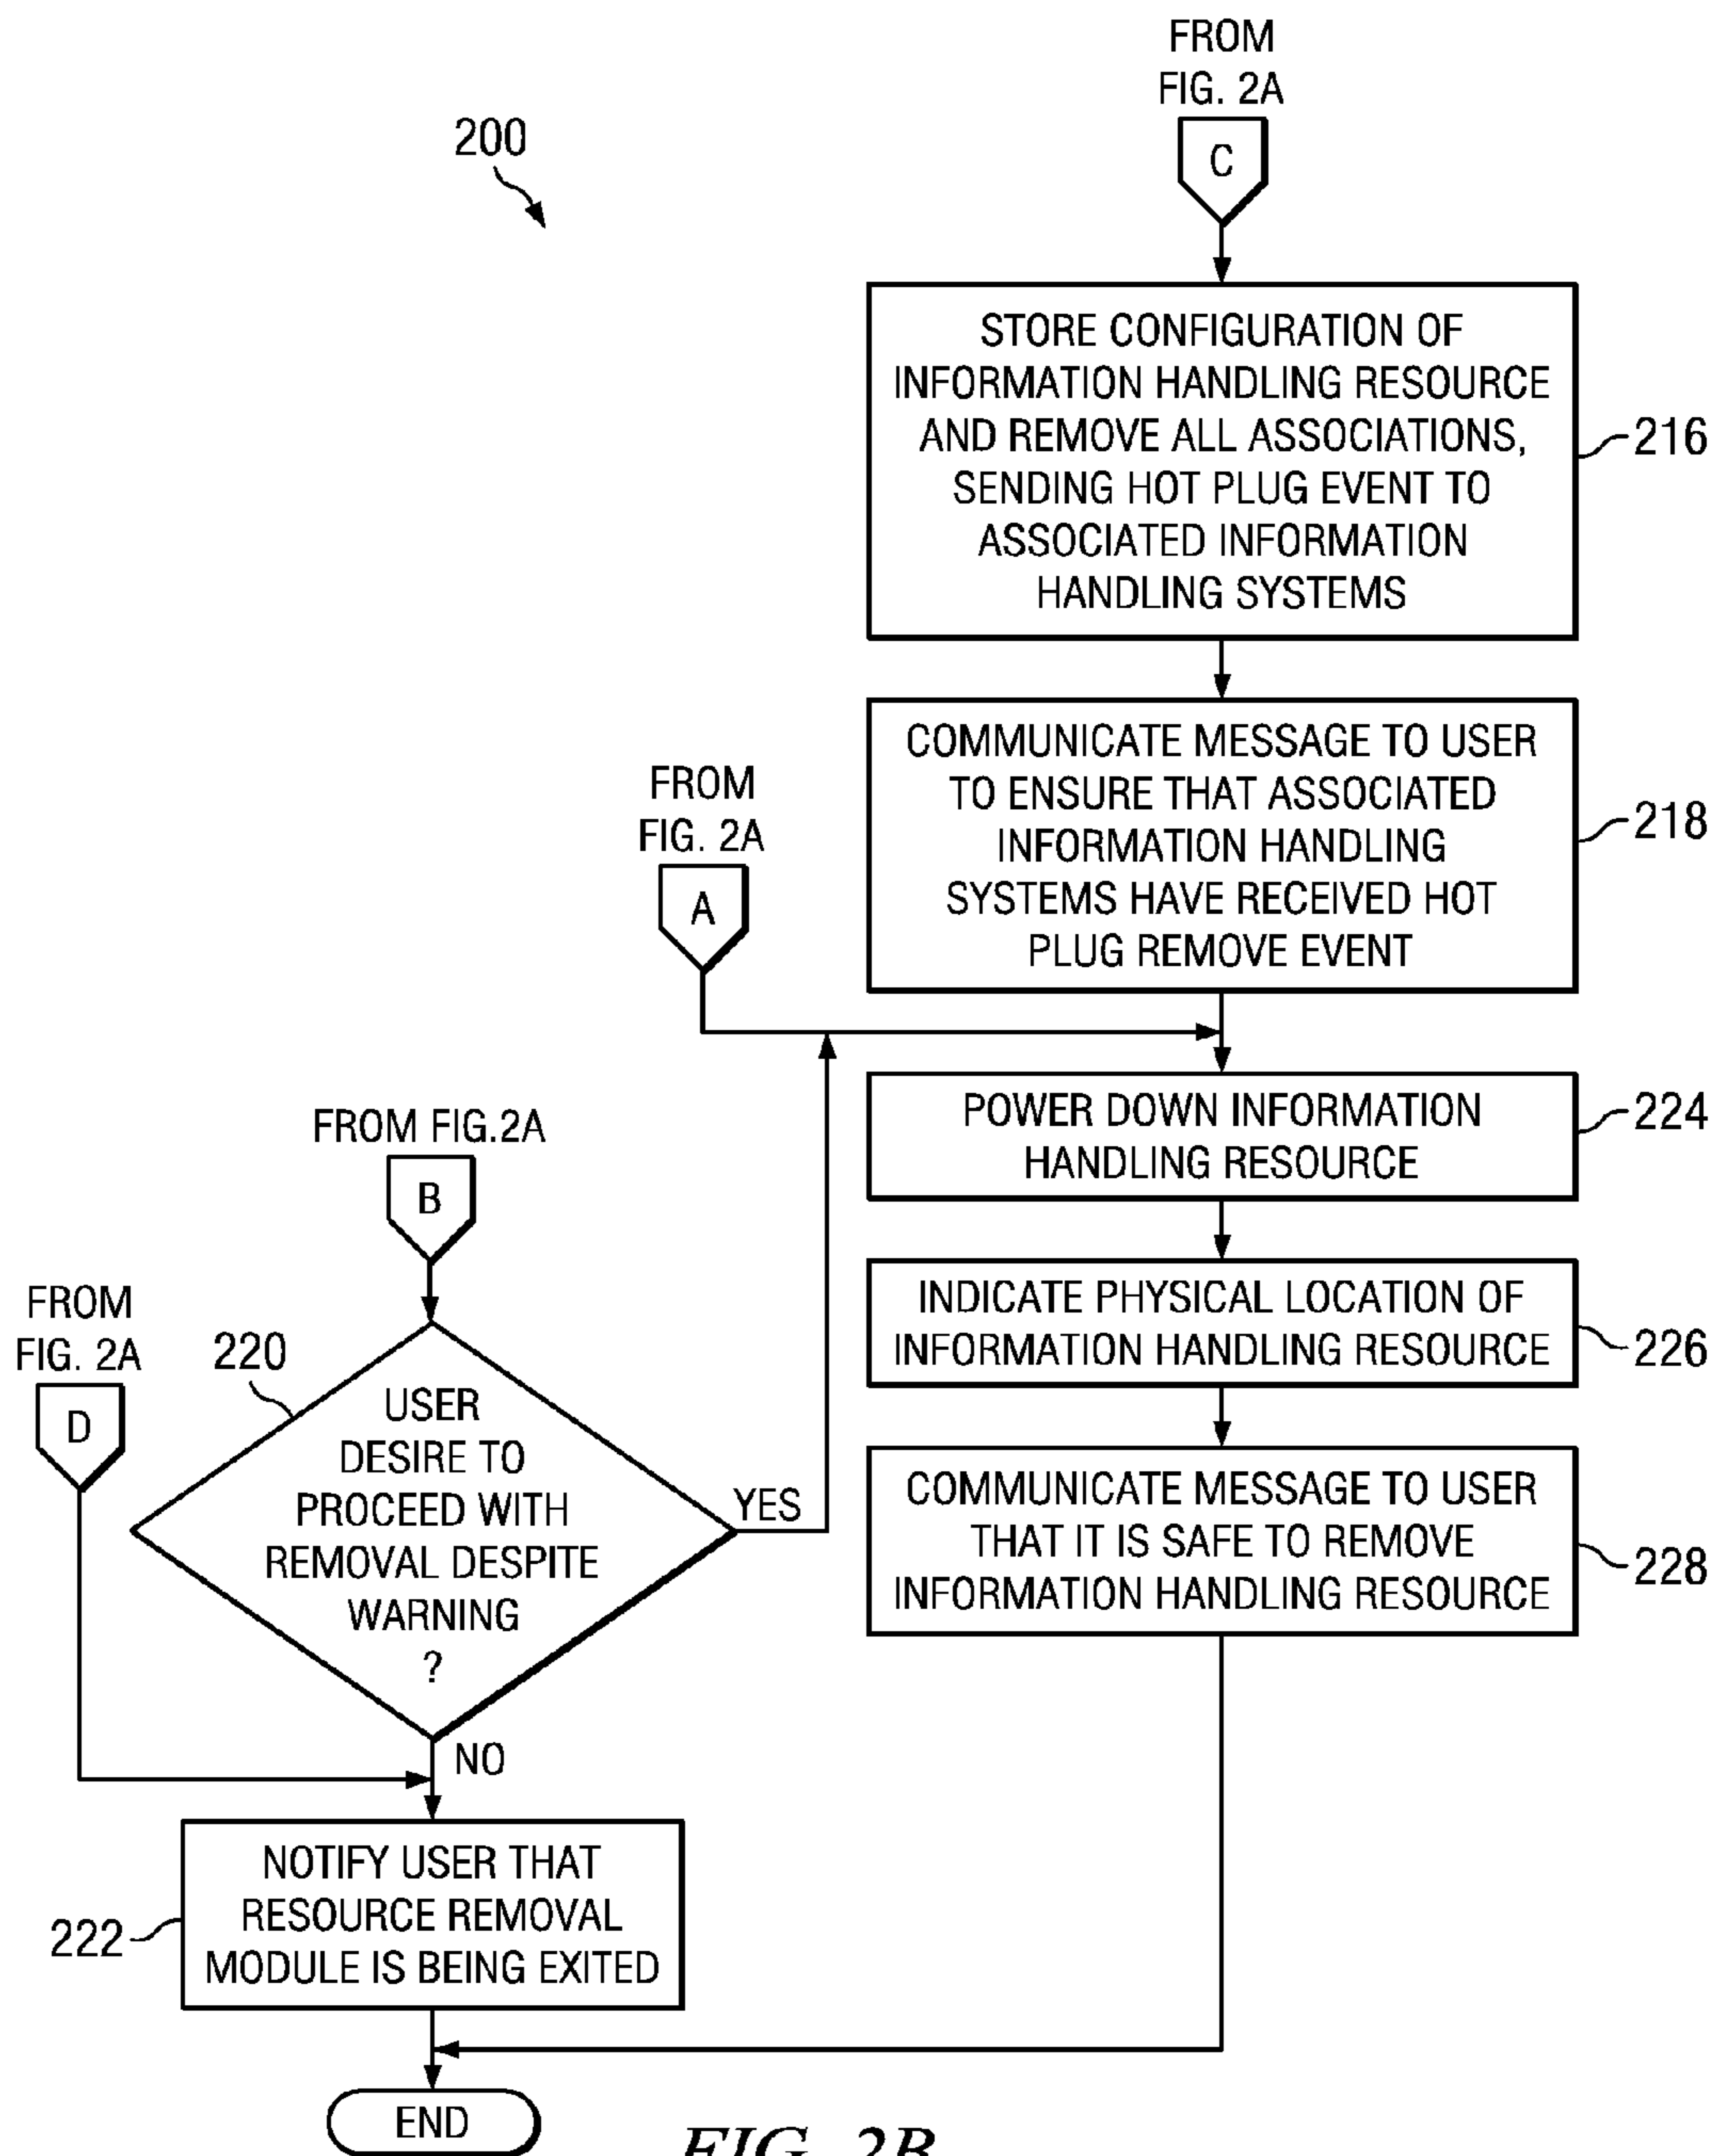 FROM
FIG. 2A
C
200
STORE CONFIGURATION OF
INFORMATION HANDLING RESOURCE
AND REMOVE ALL ASSOCIATIONS,
SENDING HOT PLUG EVENT TO
ASSOCIATED INFORMATION
HANDLING SYSTEMS
216
COMMUNICATE MESSAGE TO USER
TO ENSURE THAT ASSOCIATED
INFORMATION HANDLING
SYSTEMS HAVE RECEIVED HOT
PLUG REMOVE EVENT
218
FROM
FIG. 2A
A
POWER DOWN INFORMATION
HANDLING RESOURCE
224
FROM FIG.2A
B
INDICATE PHYSICAL LOCATION OF
INFORMATION HANDLING RESOURCE
226
FROM
FIG. 2A
D
220
USER
DESIRE TO
PROCEED WITH
REMOVAL DESPITE
WARNING
?
YES
NO
COMMUNICATE MESSAGE TO USER
THAT IT IS SAFE TO REMOVE
INFORMATION HANDLING RESOURCE
228
NOTIFY USER THAT
RESOURCE REMOVAL
MODULE IS BEING EXITED
222
END
FIG. 2B